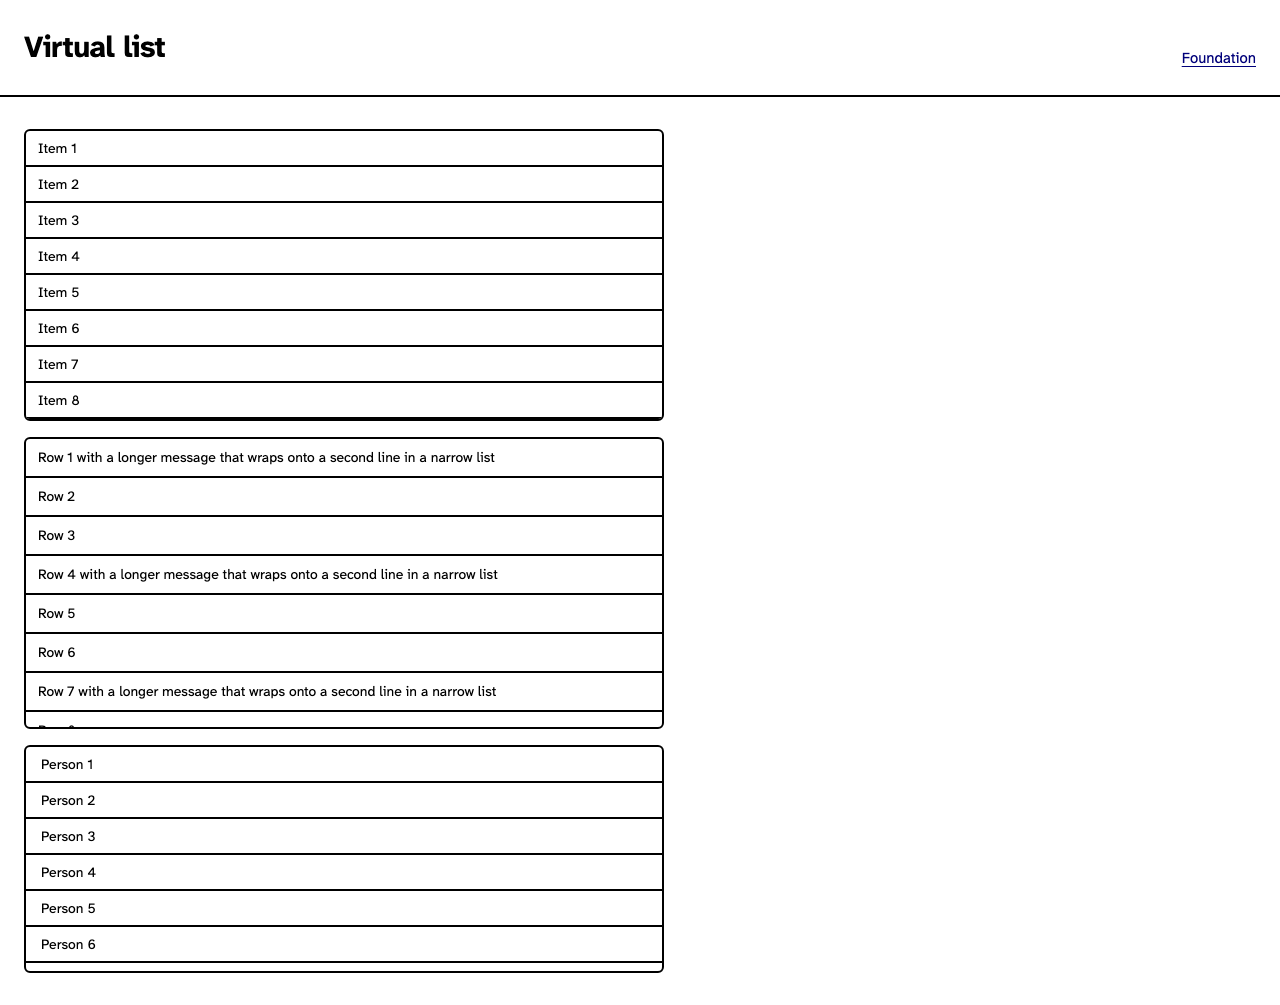 Virtual list
Foundation
Item 1
Item 2
Item 3
Item 4
Item 5
Item 6
Item 7
Item 8
Row 1 with a longer message that wraps onto a second line in a narrow list
Row 2
Row 3
Row 4 with a longer message that wraps onto a second line in a narrow list
Row 5
Row 6
Row 7 with a longer message that wraps onto a second line in a narrow list
Person 1
Person 2
Person 3
Person 4
Person 5
Person 6